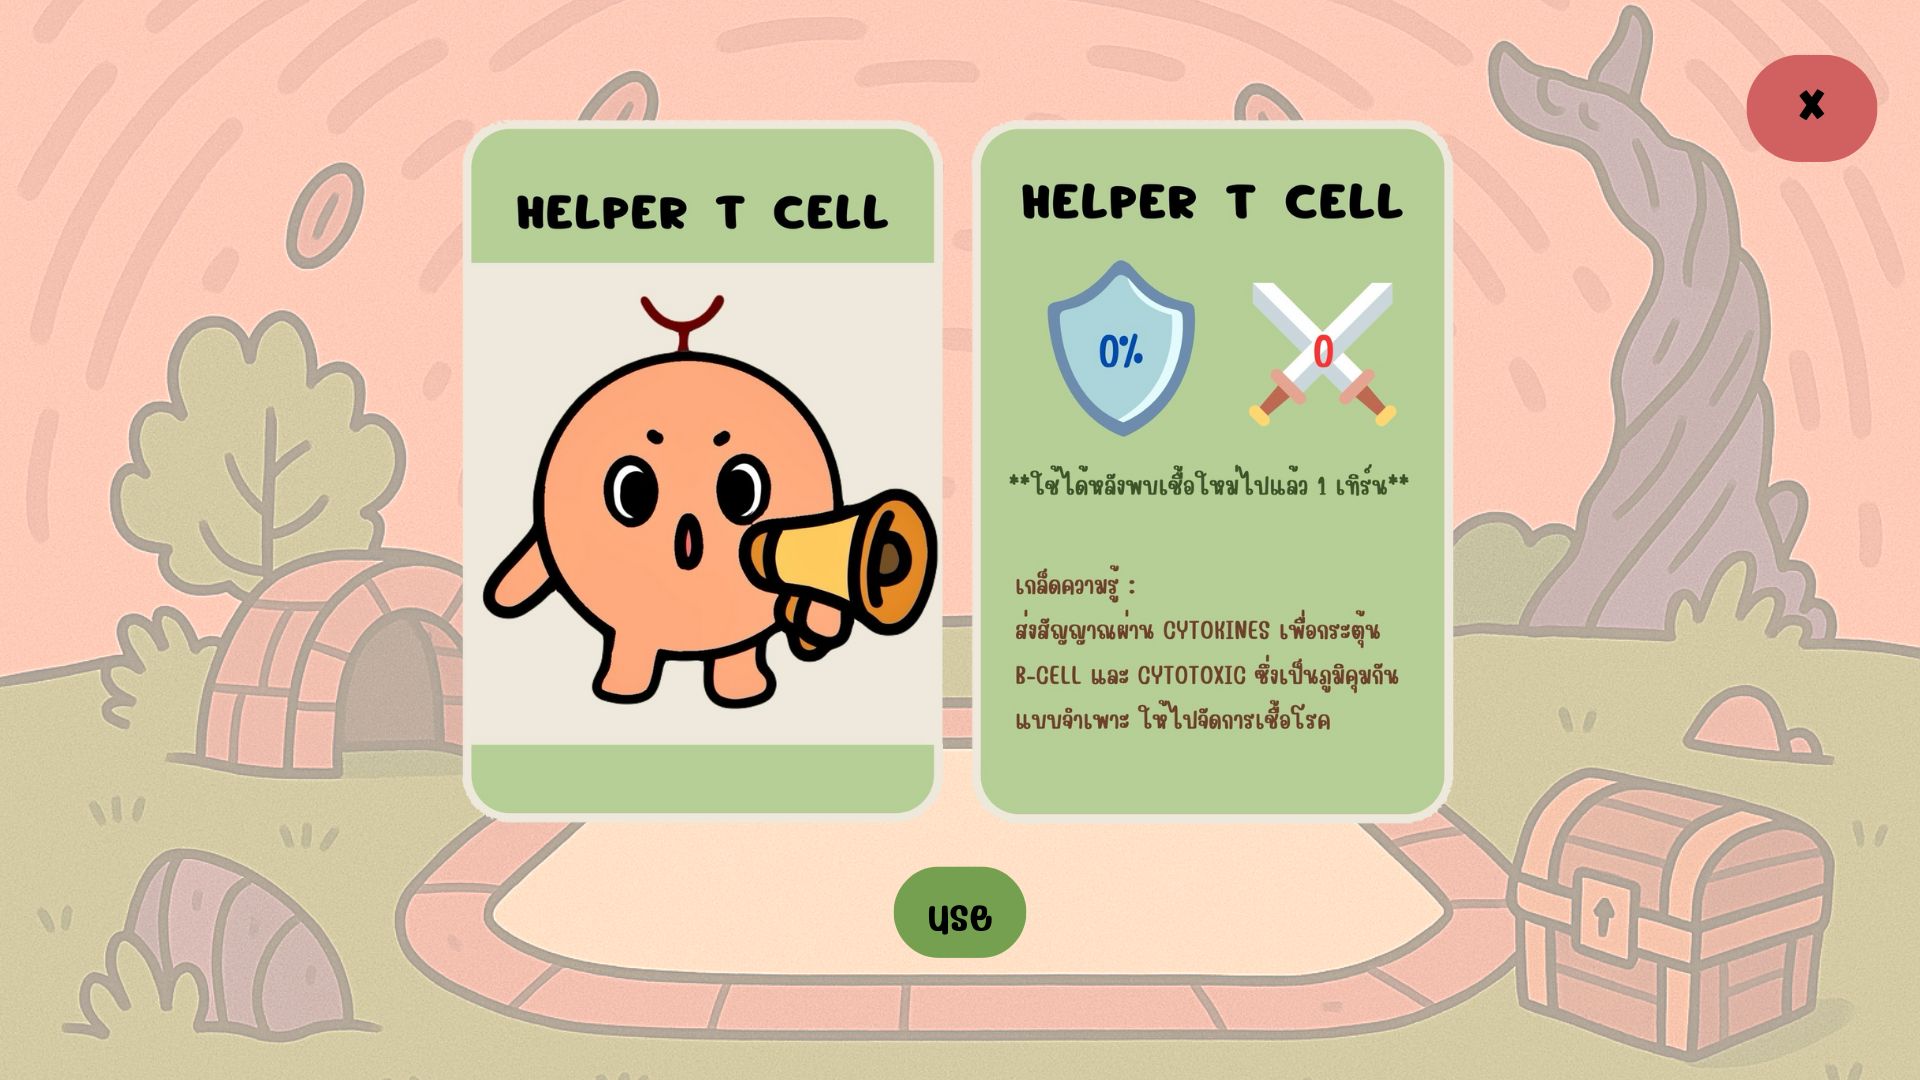 HELPER T CELL
HELPER T CELL
0%
0
**ใช้ได้หลังพบเชื้อใหม่ไปแล้ว 1 เทิร์น**
เกล็ดความรู้ :
ส่งสัญญาณผ่าน CYTOKINES เพื่อกระตุ้น
B-CELL และ CYTOTOXIC ซึ่งเป็นภูมิคุมกัน
แบบจำเพาะ ให้ไปจัดการเชื้อโรค
X
use